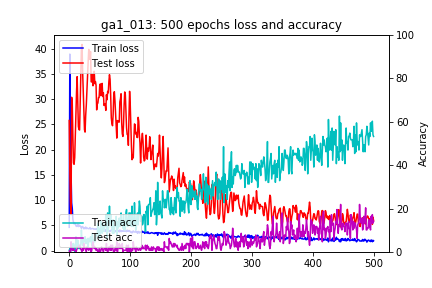 ga1_013: 500 epochs loss and accuracy
Train loss
Test loss
Train acc
Test acc
Loss
Accuracy
40
35
30
25
20
15
10
5
0
100
80
60
40
20
0
0 100 200 300 400 500